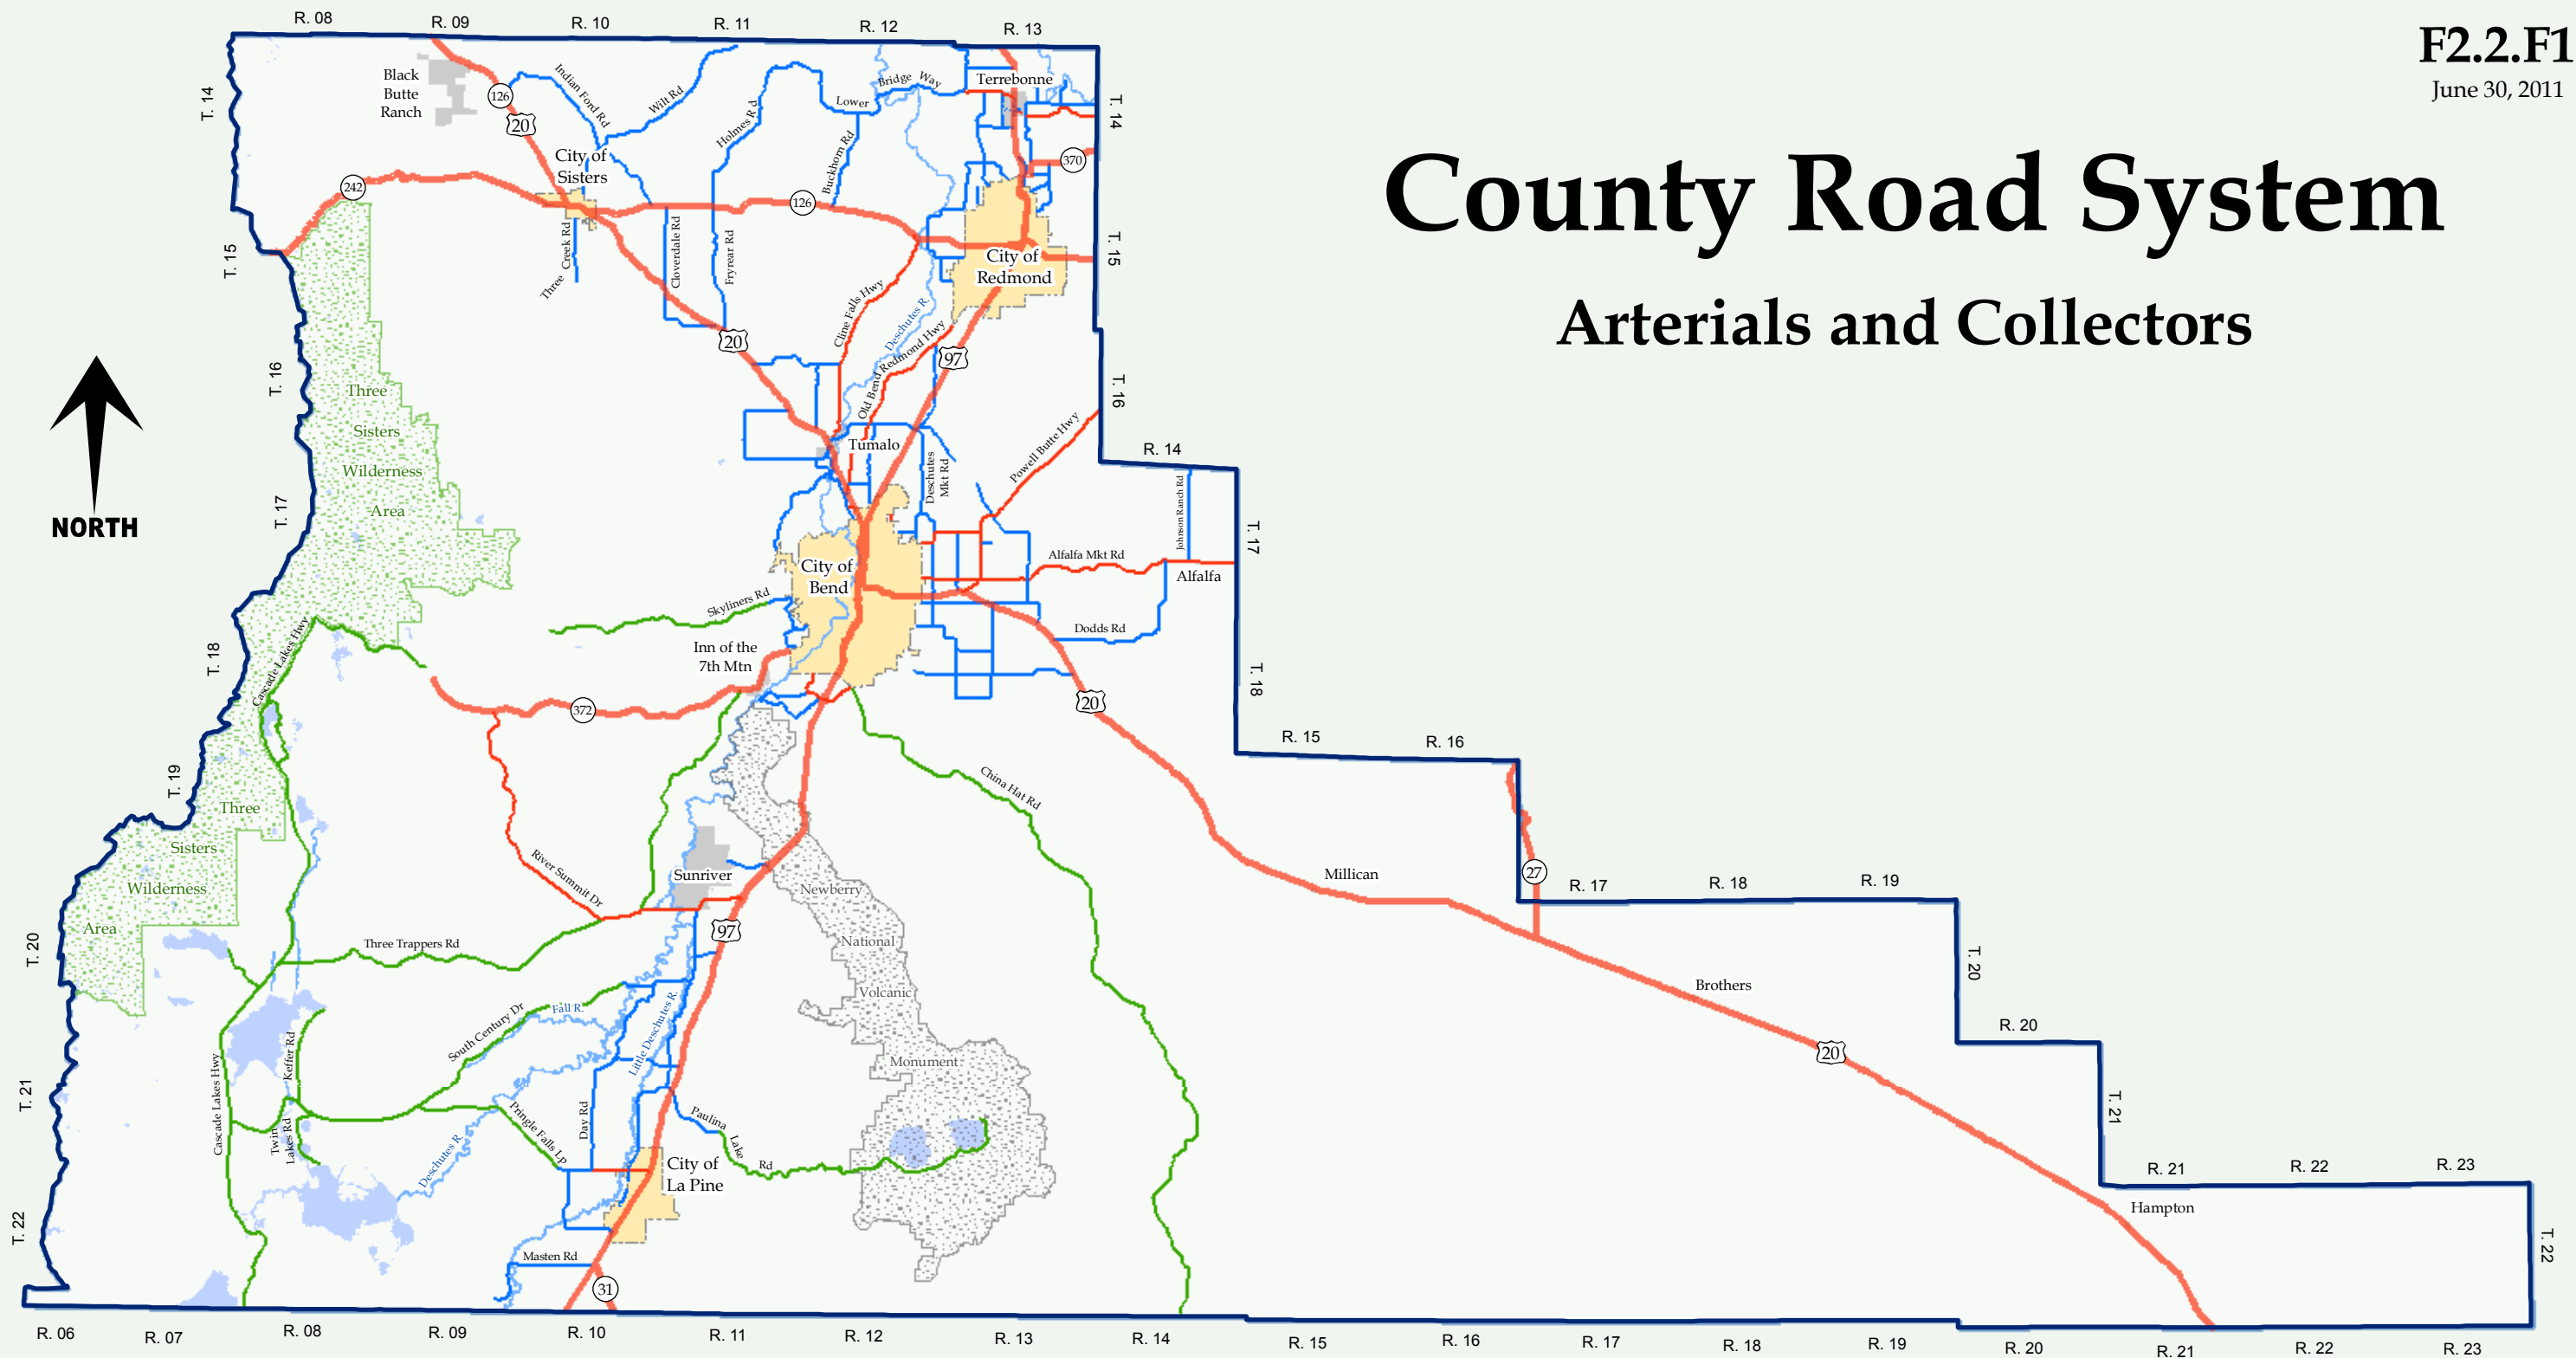 F2.2.F1
June 30, 2011
County Road System
Arterials and Collectors
NORTH
R. 08
R. 09
R. 10
R. 11
R. 12
R. 13
T. 14
T. 15
T. 16
T. 17
T. 18
T. 19
T. 20
T. 21
T. 22
T. 14
T. 15
T. 16
R. 14
T. 17
T. 18
R. 15
R. 16
R. 17
R. 18
R. 19
T. 20
R. 20
T. 21
R. 21
R. 22
R. 23
T. 22
R. 06
R. 07
R. 08
R. 09
R. 10
R. 11
R. 12
R. 13
R. 14
R. 15
R. 16
R. 17
R. 18
R. 19
R. 20
R. 21
R. 22
R. 23
Black
Butte
Ranch
126
20
Indian Ford Rd
Wilt Rd
Holmes Rd
Lower
Bridge Way
Buckhorn Rd
Terrebonne
370
City of
Sisters
242
126
Three
Creek Rd
Cloverdale Rd
Fryrear Rd
City of
Redmond
Cline Falls Hwy
Deschutes R.
Old Bend Redmond Hwy
20
97
Three
Sisters
Wilderness
Area
Tumalo
Deschutes
Mkt Rd
Powell Butte Hwy
Johnson Ranch Rd
Alfalfa Mkt Rd
Alfalfa
City of
Bend
Skyliners Rd
Dodds Rd
Inn of the
7th Mtn
Cascade Lakes Hwy
372
20
China Hat Rd
Three
Sisters
Wilderness
Area
River Summit Dr
Sunriver
Newberry
National
Volcanic
Monument
Millican
27
97
Three Trappers Rd
Brothers
20
South Century Dr
Fall R.
Little Deschutes R.
Keffer Rd
Cascade Lakes Hwy
Twin
Lakes Rd
Deschutes R.
Pringle Falls Lp
Day Rd
Paulina
Lake
Rd
City of
La Pine
Hampton
Masten Rd
31